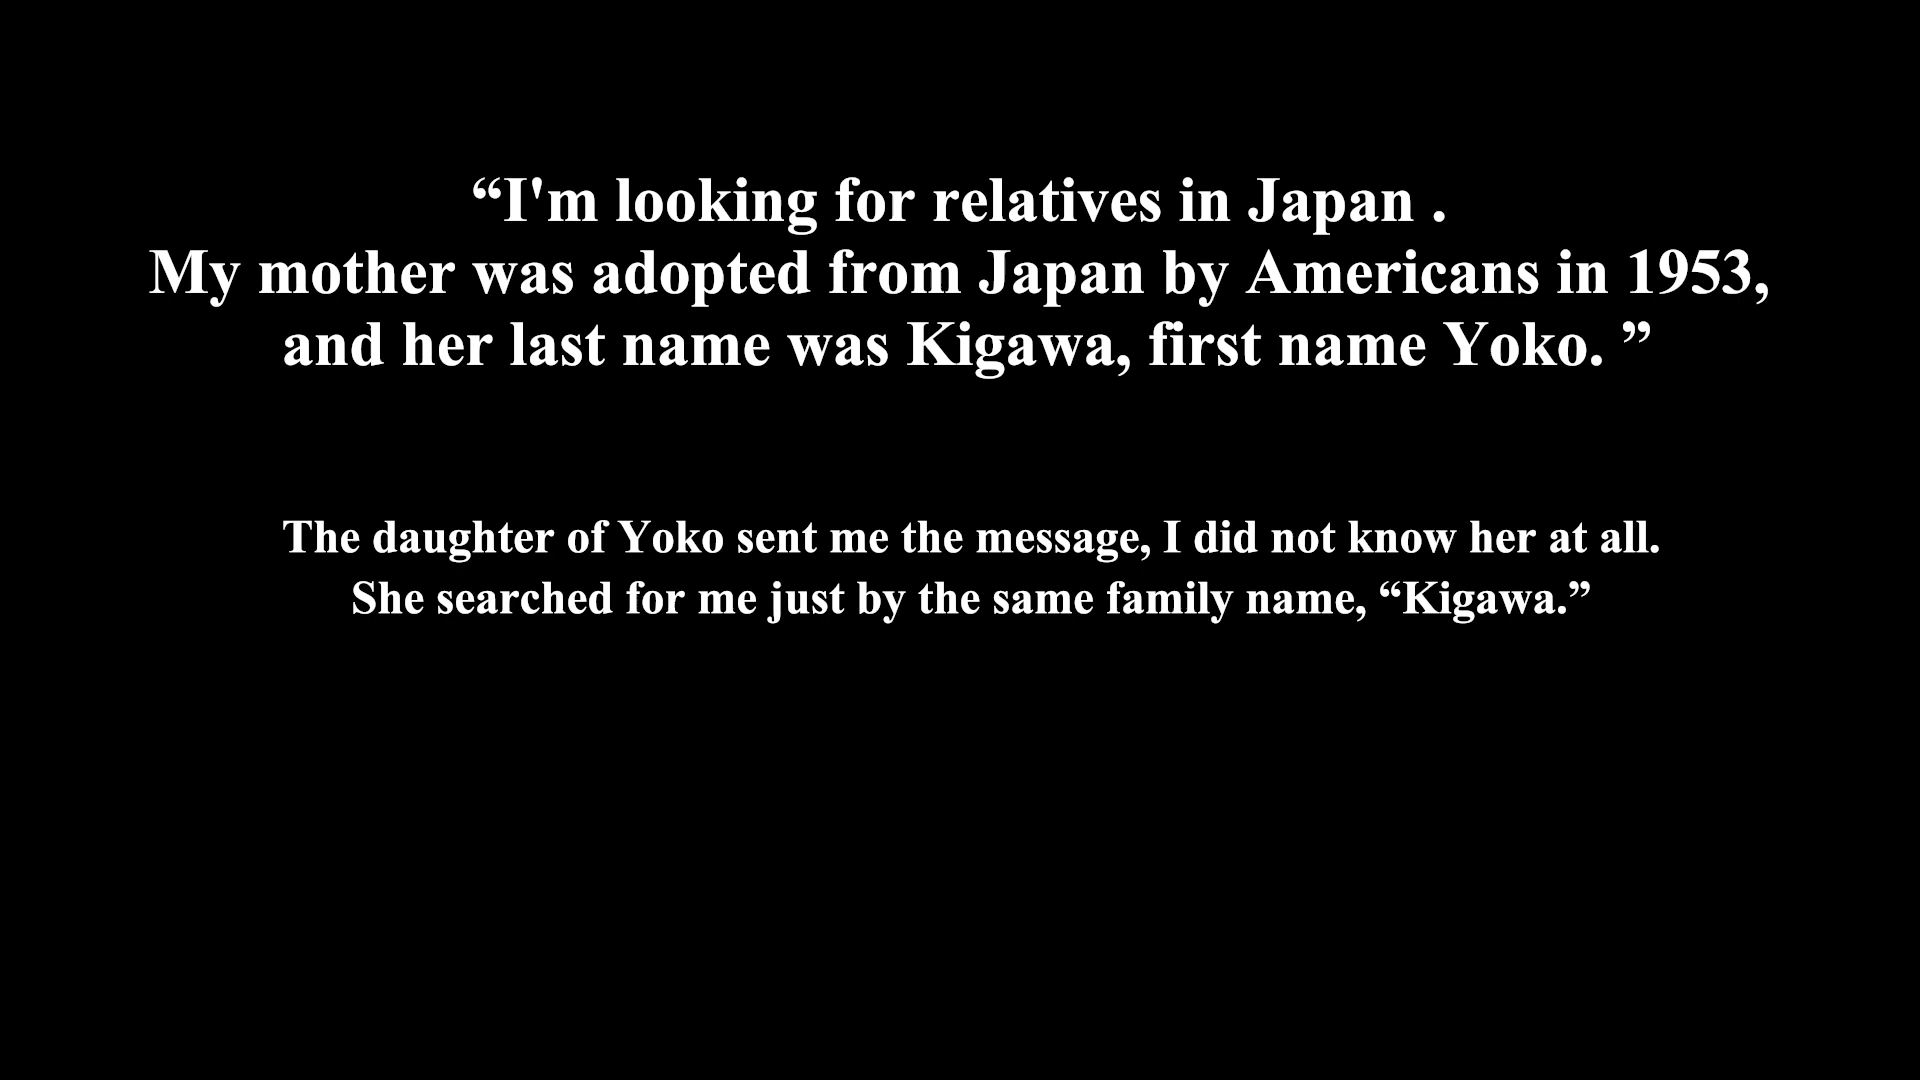 “I'm looking for relatives in Japan .
My mother was adopted from Japan by Americans in 1953,
and her last name was Kigawa, first name Yoko. ”
The daughter of Yoko sent me the message, I did not know her at all.
She searched for me just by the same family name, “Kigawa.”